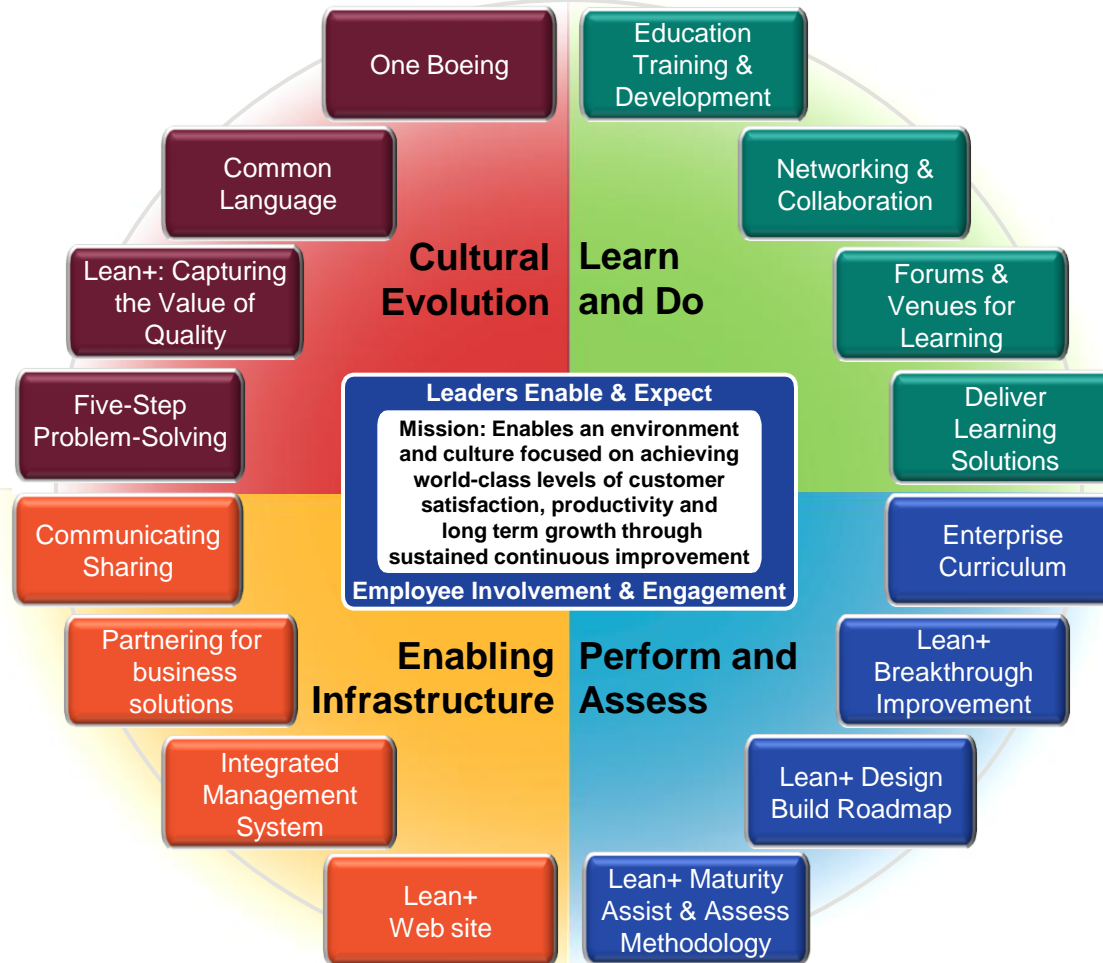 One Boeing
Common
Language
Lean+: Capturing
the Value of
Quality
Five-Step
Problem-Solving
Cultural
Evolution
Education
Training &
Development
Networking &
Collaboration
Forums &
Venues for
Learning
Deliver
Learning
Solutions
Learn
and Do
Leaders Enable & Expect
Mission: Enables an environment
and culture focused on achieving
world-class levels of customer
satisfaction, productivity and
long term growth through
sustained continuous improvement
Employee Involvement & Engagement
Communicating
Sharing
Partnering for
business
solutions
Integrated
Management
System
Lean+
Web site
Enabling
Infrastructure
Perform and
Assess
Enterprise
Curriculum
Lean+
Breakthrough
Improvement
Lean+ Design
Build Roadmap
Lean+ Maturity
Assist & Assess
Methodology